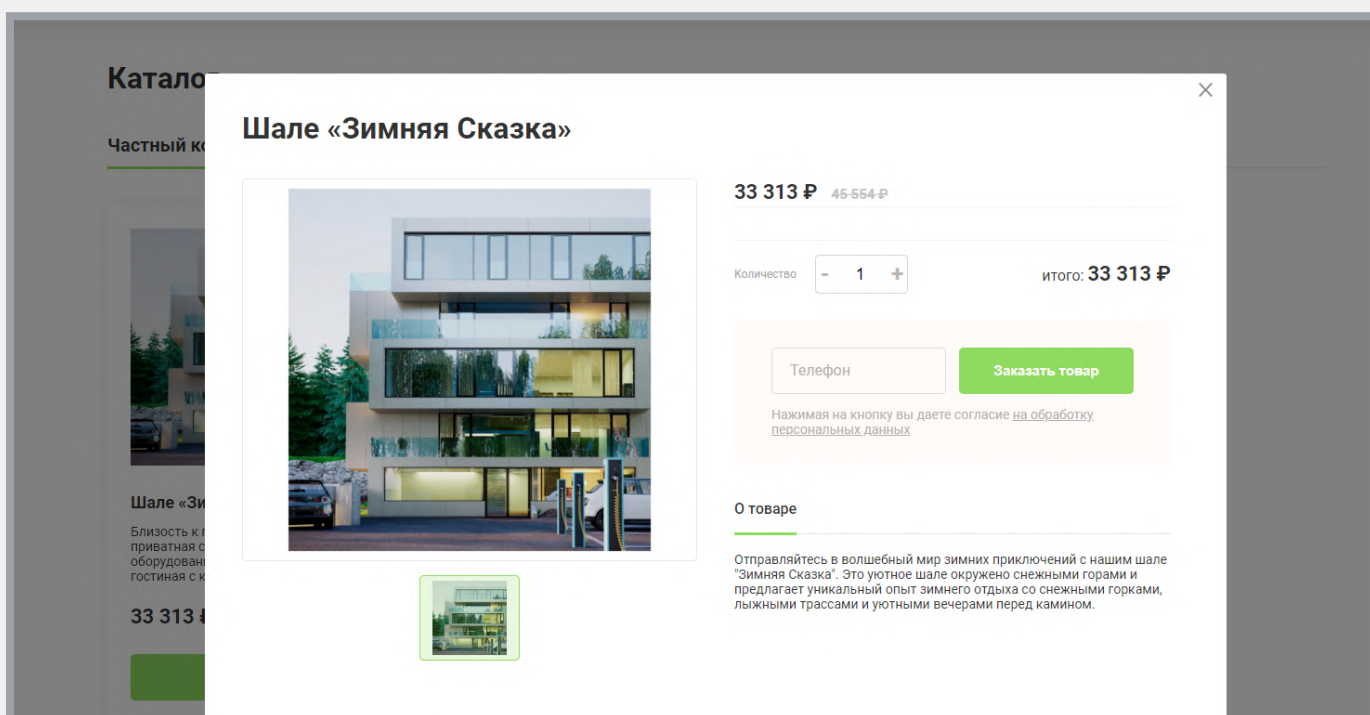 Катало
Частный к
Шале «Зимняя Сказка»
33 313 ₽ 45 554 ₽
Количество - 1 + итого: 33 313 ₽
Телефон
Заказать товар
Нажимая на кнопку вы даете согласие на обработку
персональных данных
О товаре
Отправляйтесь в волшебный мир зимних приключений с нашим шале
"Зимняя Сказка". Это уютное шале окружено снежными горами и
предлагает уникальный опыт зимнего отдыха со снежными горками,
лыжными трассами и уютными вечерами перед камином.
Шале «Зи
Близость к г
приватная с
оборудован
гостиная с к
33 313 ₽